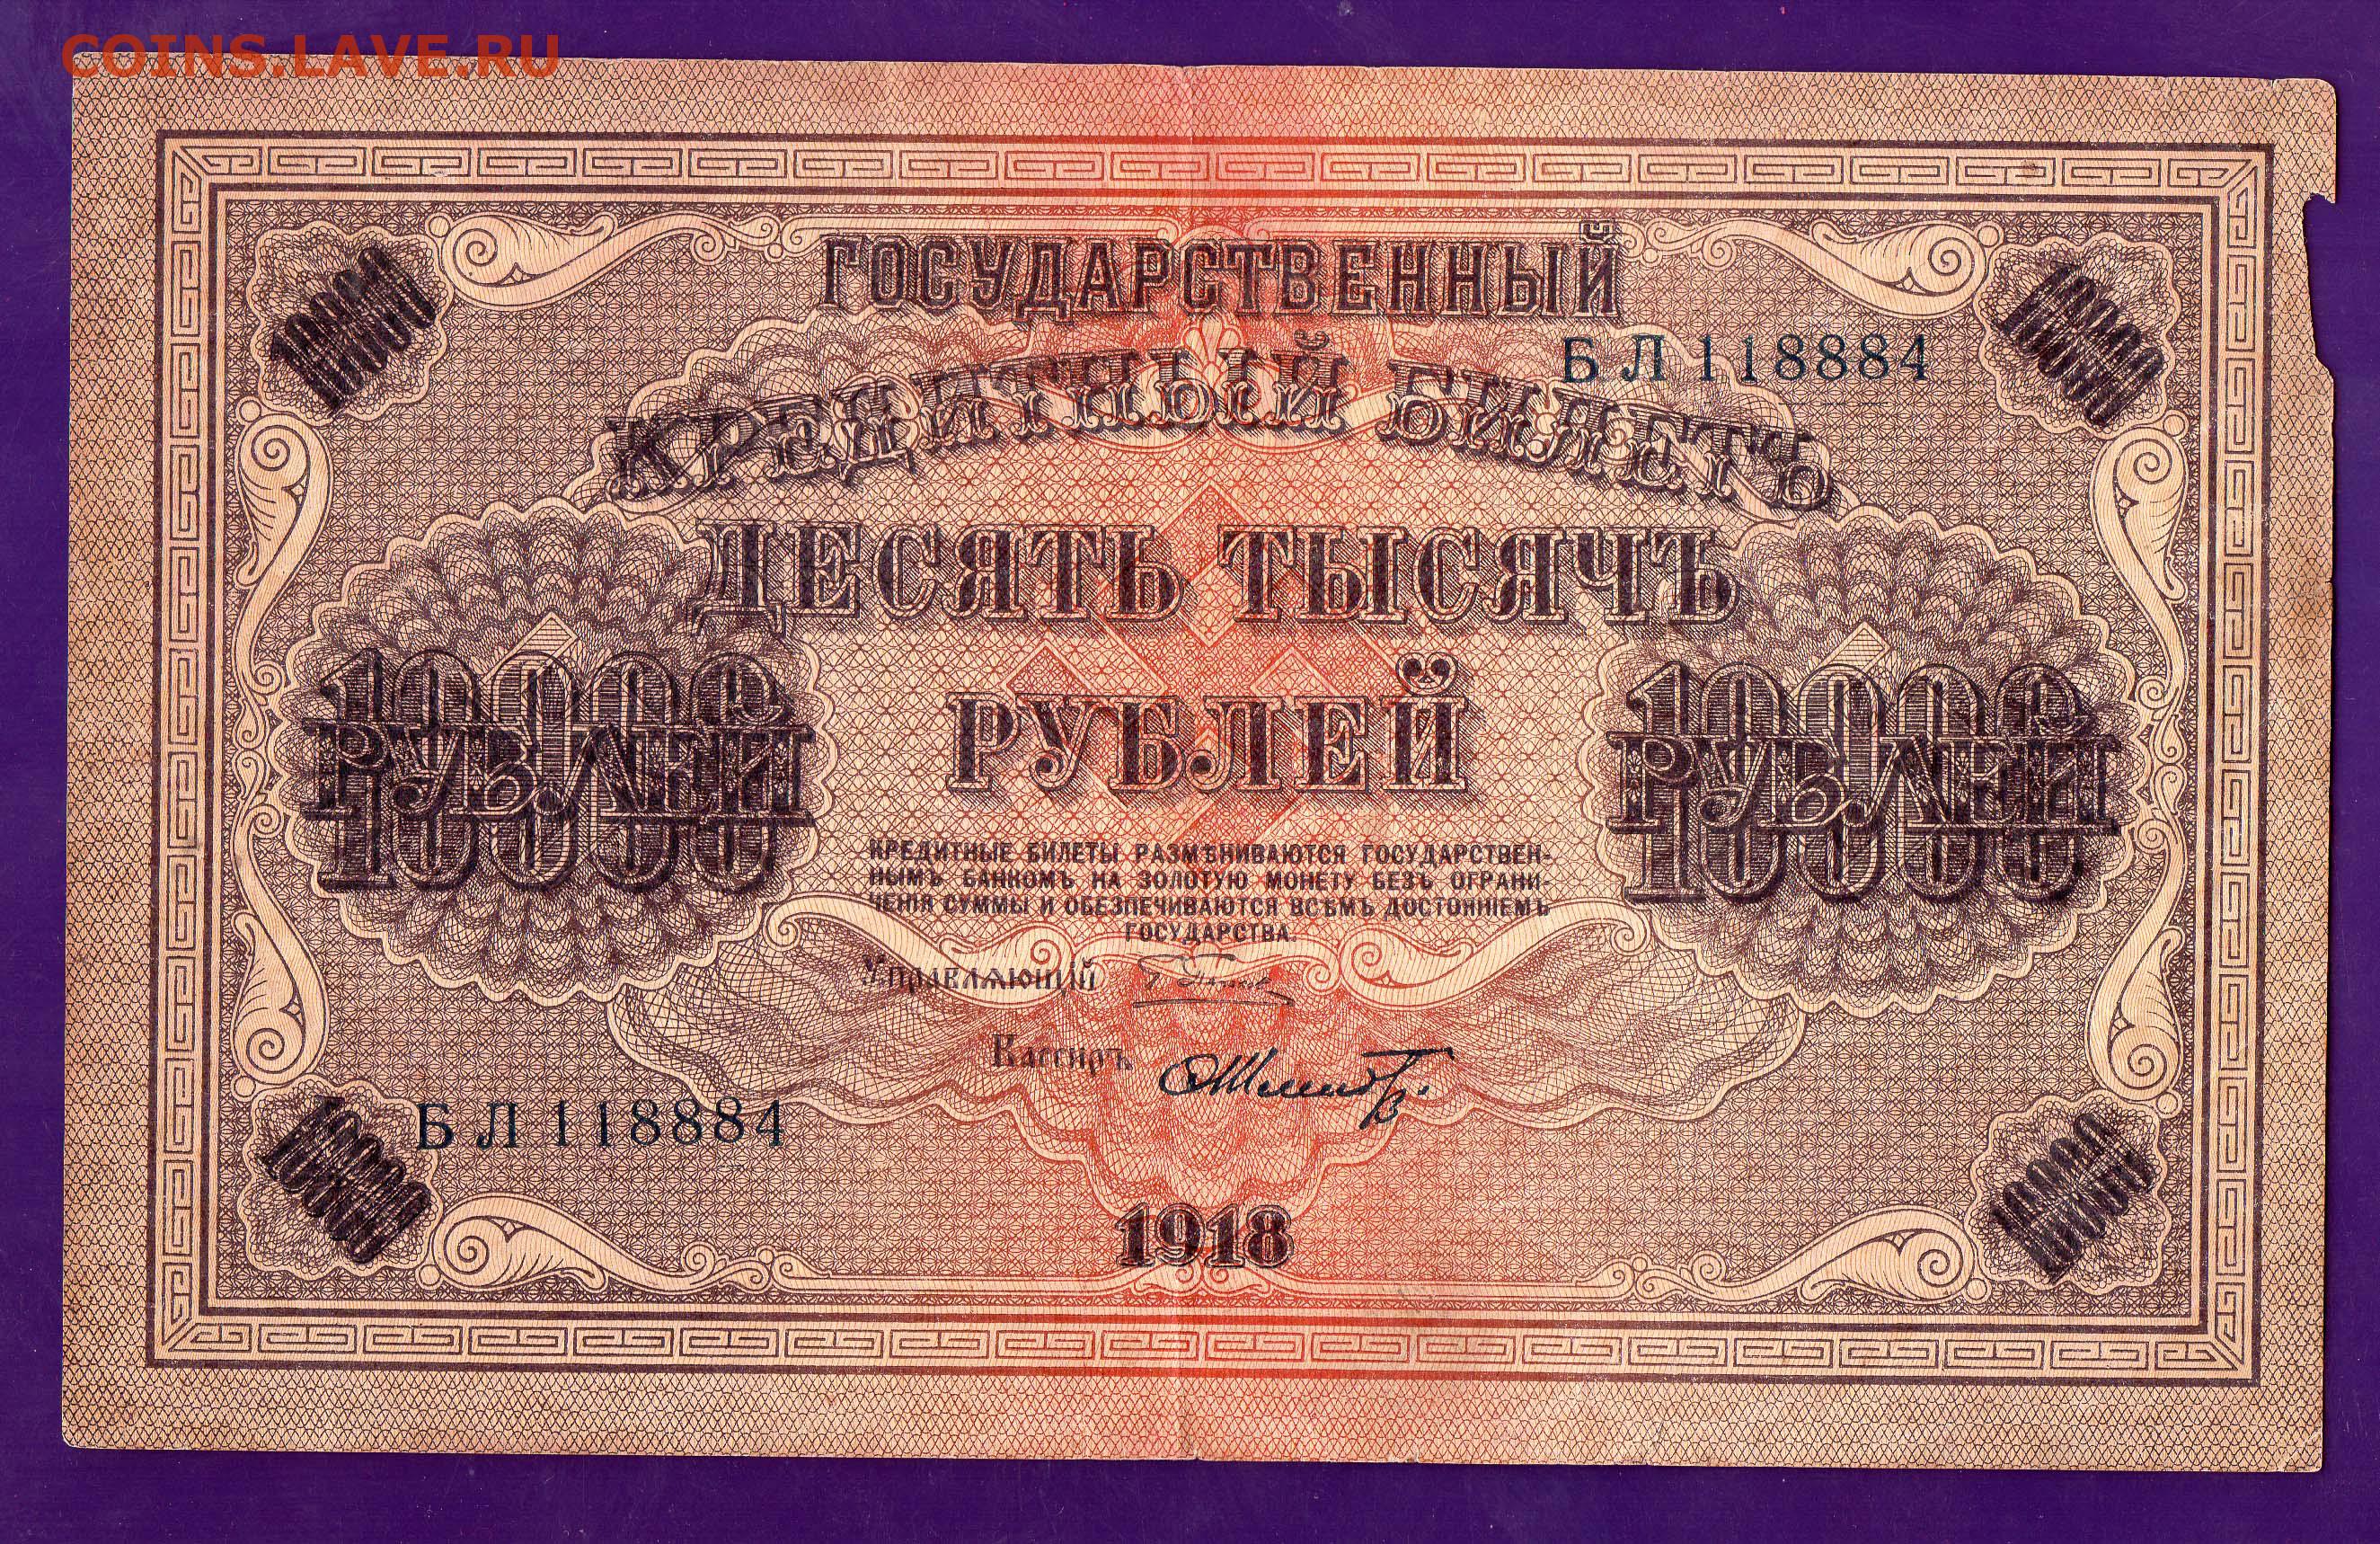 COINS.LAVE.RU
ГОСУДАРСТВЕННЫЙ
КРЕДИТНЫЙ БИЛЕТЪ
БЛ 118884
ДЕСЯТЬ ТЫСЯЧЪ
РУБЛЕЙ
10000 10000
10000
РУБЛЕЙ
10000
10000
РУБЛЕЙ
10000
КРЕДИТНЫЕ БИЛЕТЫ РАЗМѢНИВАЮТСЯ ГОСУДАРСТВЕН-
НЫМЪ БАНКОМЪ НА ЗОЛОТУЮ МОНЕТУ БЕЗЪ ОГРАНИ-
ЧЕНІЯ СУММЫ И ОБЕЗПЕЧИВАЮТСЯ ВСѢМЪ ДОСТОЯНІЕМЪ
ГОСУДАРСТВА.
Управляющій
Кассиръ
БЛ 118884
10000 10000
1918